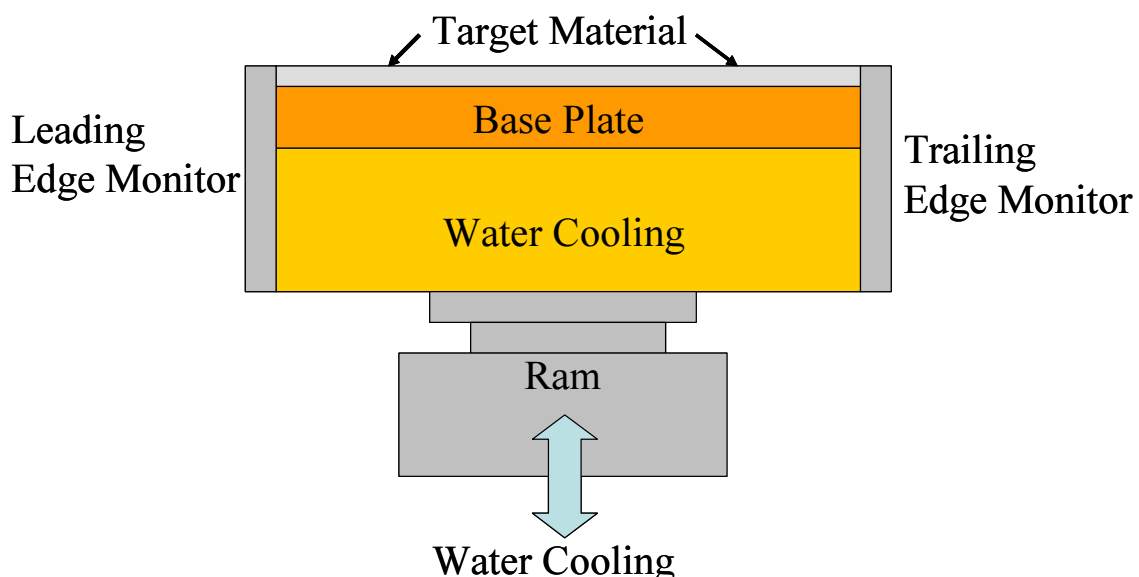 Target Material
Base Plate
Leading
Edge Monitor
Trailing
Edge Monitor
Water Cooling
Ram
Water Cooling